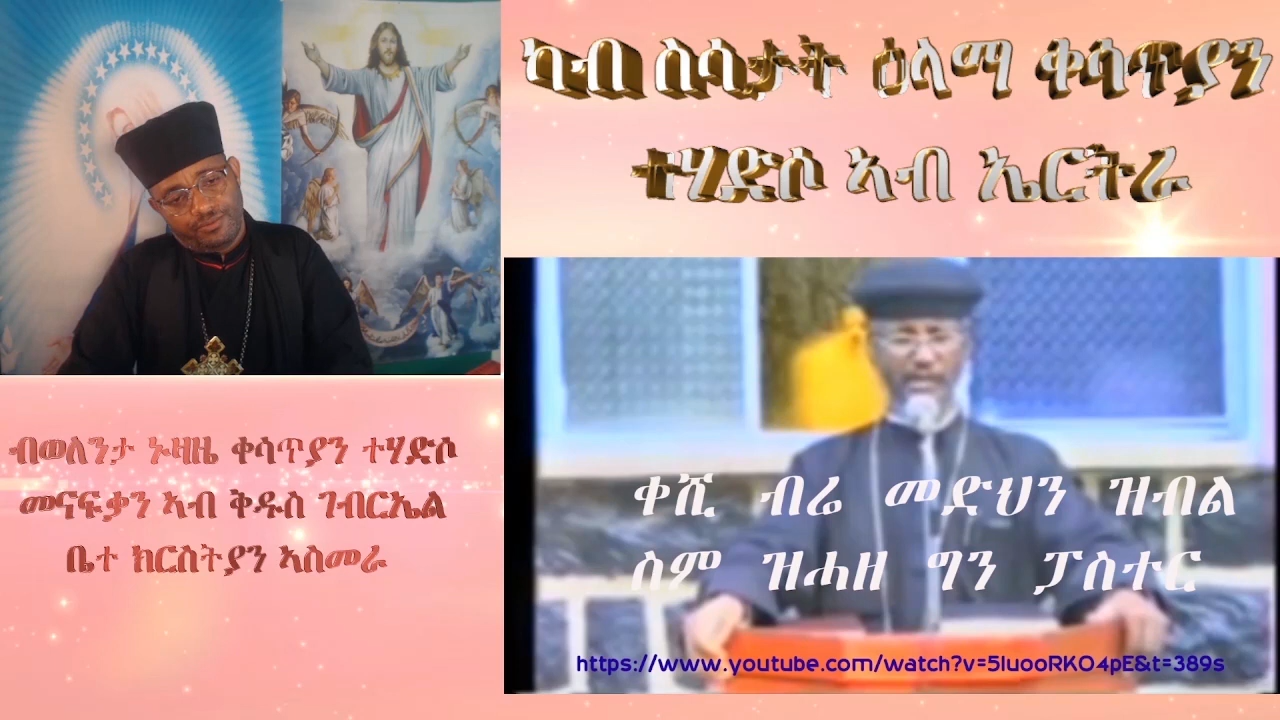 ካብ ስሳታት ዕላማ ቀሳጥያን
ተሃድሶ ኣብ ኤርትራ
ብወለንታ ኑዛዜ ቀሳጥያን ተሃድሶ
መናፍቃን ኣብ ቅዱስ ገብርኤል
ቤተ ክርስትያን ኣስመራ
ቀሺ ብሬ መድህን ዝብል
ስም ዝሓዘ ግን ፓስተር
https://www.youtube.com/watch?v=5IuooRKO4pE&t=389s